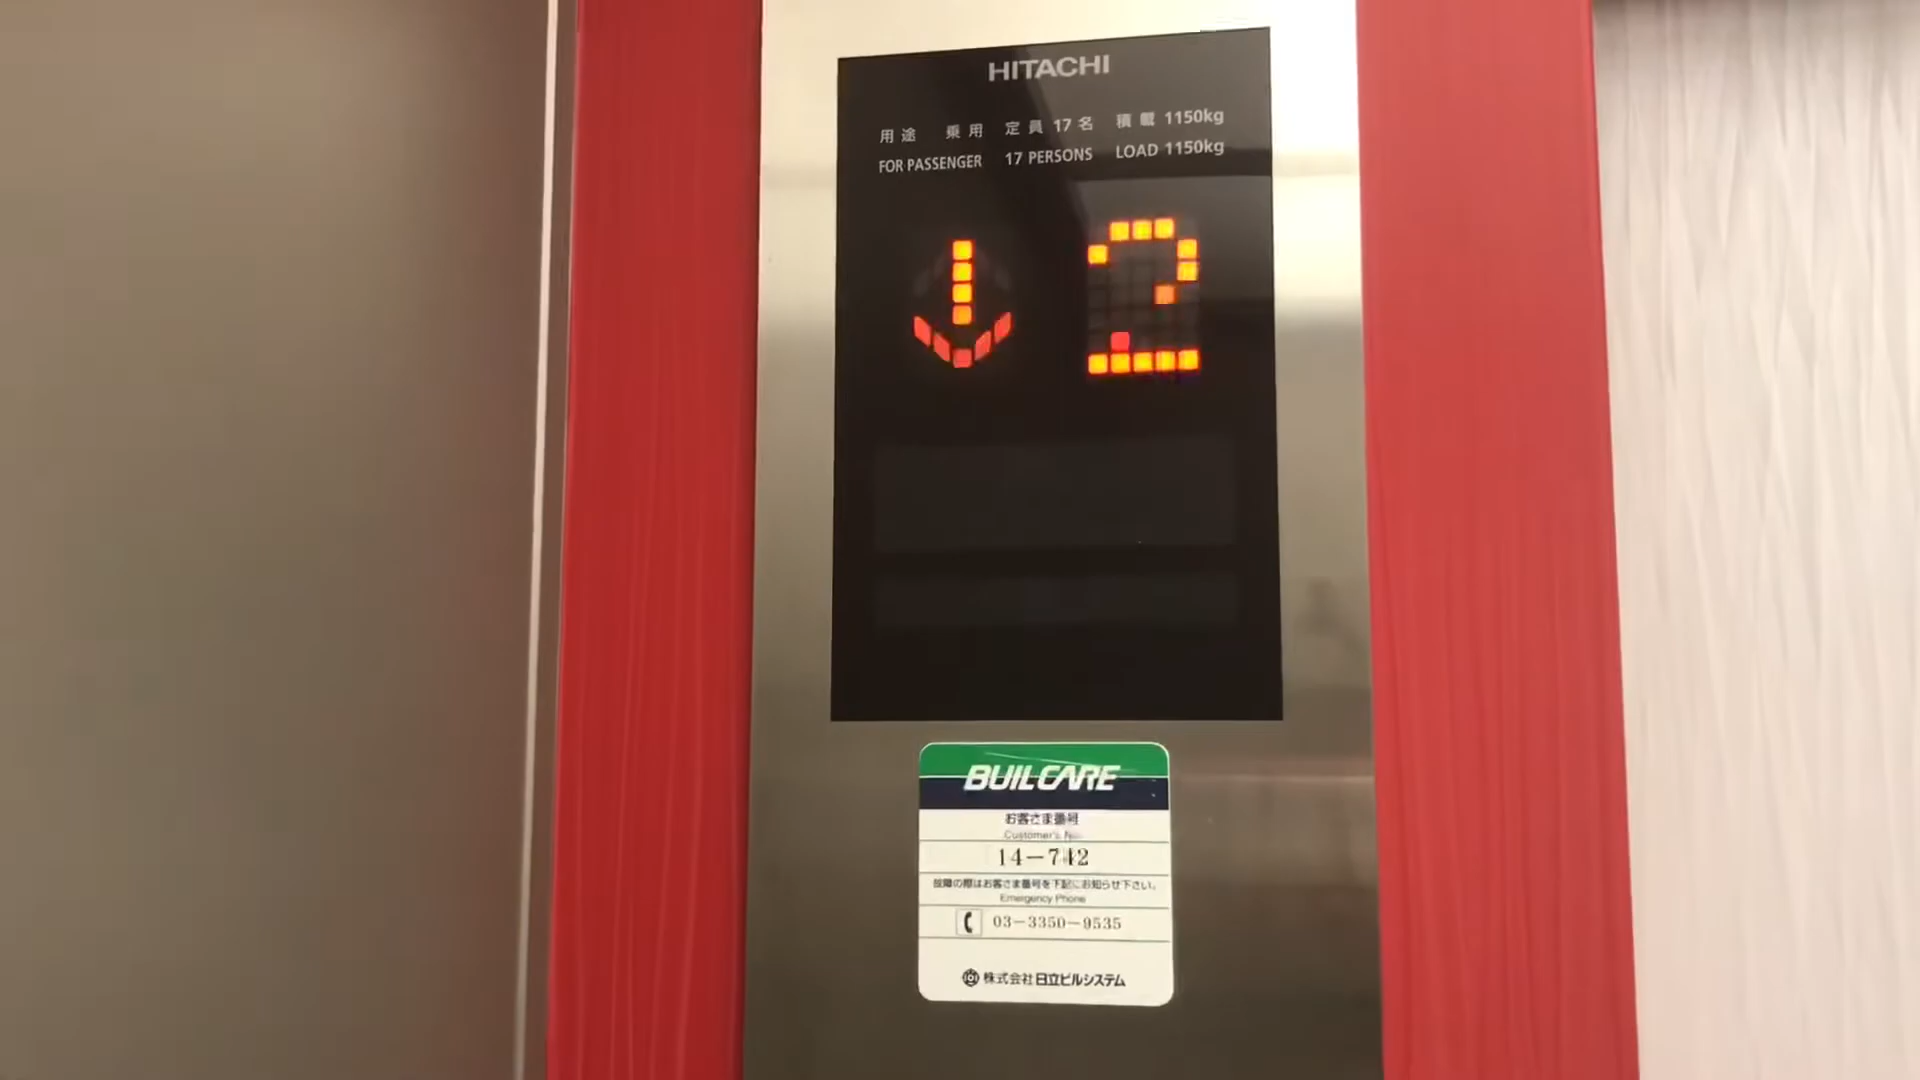 HITACHI
用途 乗用 定員 17名 積載 1150kg
FOR PASSENGER 17 PERSONS LOAD 1150kg
2
BUILCARE
お客さま番号
Customer's No.
14-742
故障の際はお客さま番号を下記にお知らせ下さい。
Emergency Phone
03-3350-9535
株式会社日立ビルシステム